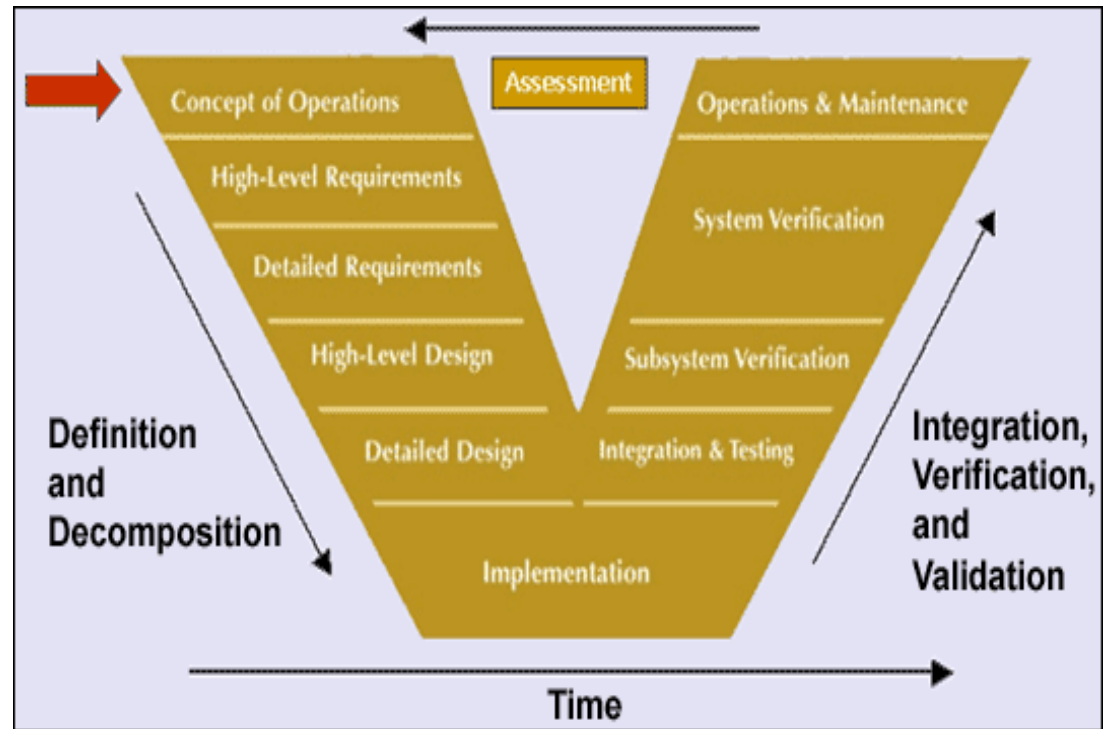 Assessment
Concept of Operations
High-Level Requirements
Detailed Requirements
High-Level Design
Detailed Design
Implementation
Integration & Testing
Subsystem Verification
System Verification
Operations & Maintenance
Definition
and
Decomposition
Integration,
Verification,
and
Validation
Time